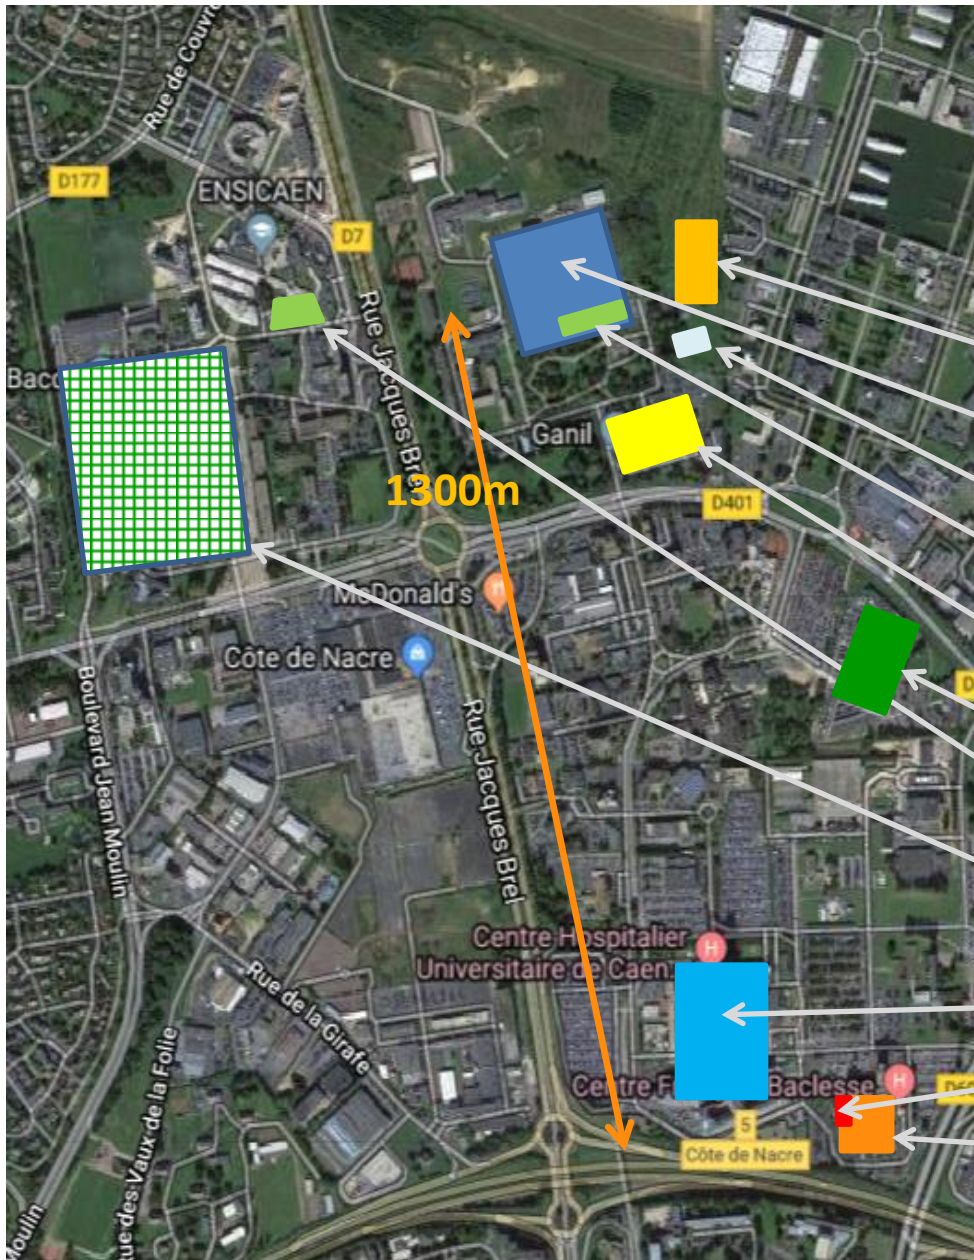 Rue de Couvre
D177
ENSICAEN
D7
Rue Jacques Brel
Ganil
1300m
D401
McDonald's
Côte de Nacre
D
Boulevard Jean Moulin
Rue Jacques Brel
Centre Hospitalier
Universitaire de Caen
Rue de la Girafe
Centre F Baclesse
5
Côte de Nacre
ue des Vaux de la Folie
Moulin